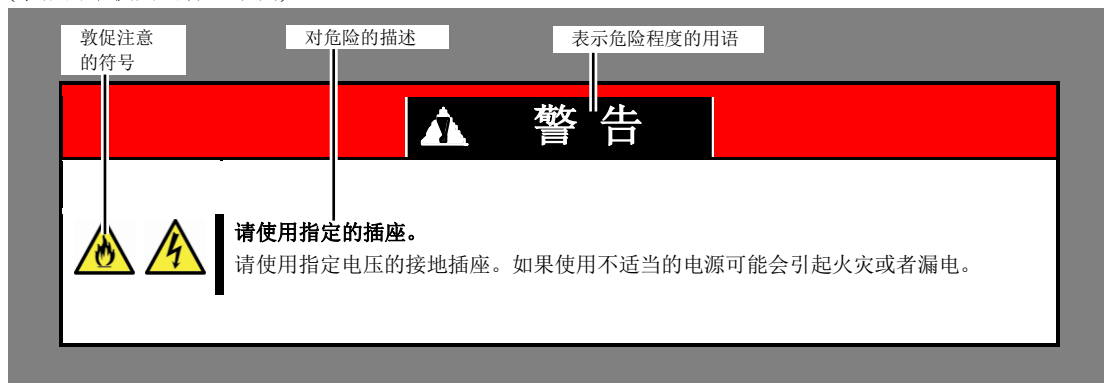 敦促注意
的符号
对危险的描述
表示危险程度的用语
警告
请使用指定的插座。
请使用指定电压的接地插座。如果使用不适当的电源可能会引起火灾或者漏电。